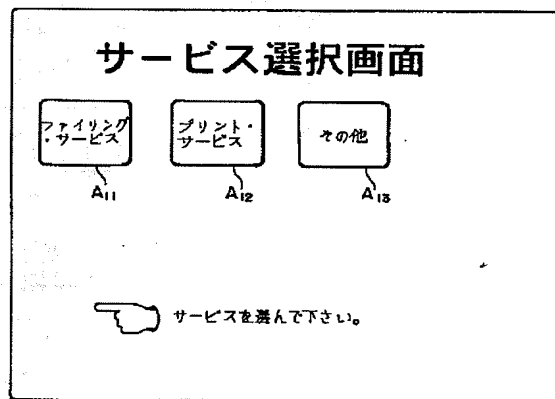 サービス選択画面
ファイリング
・サービス
プリント・
サービス
その他
A11
A12
A13
サービスを選んで下さい。